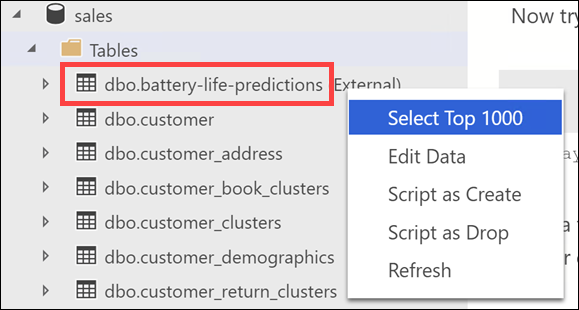 sales
Now try
Tables
dbo.battery-life-predictions (External)
dbo.customer
Select Top 1000
dbo.customer_address
Edit Data
dbo.customer_book_clusters
Script as Create
dbo.customer_clusters
Script as Drop
dbo.customer_demographics
Refresh
dbo.customer_return_clusters